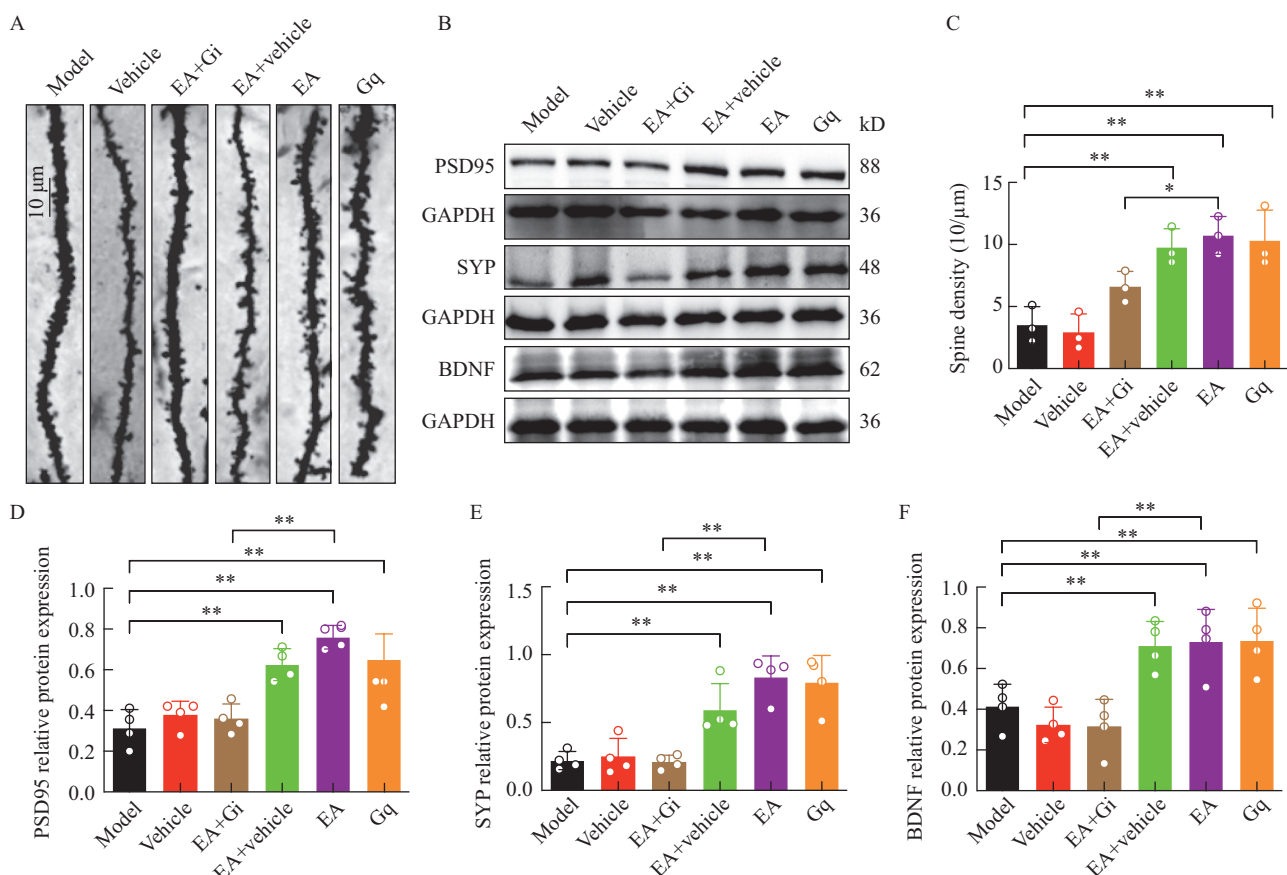 A
Model
Vehicle
EA+Gi
EA+vehicle
EA
Gq
10 μm
B
Model
Vehicle
EA+Gi
EA+vehicle
EA
Gq
kD
PSD95
88
GAPDH
36
SYP
48
GAPDH
36
BDNF
62
GAPDH
36
C
**
**
**
*
Spine density (10/μm)
15
10
5
0
Model
Vehicle
EA+Gi
EA+vehicle
EA
Gq
D
**
**
**
**
PSD95 relative protein expression
1.0
0.8
0.6
0.4
0.2
0.0
Model
Vehicle
EA+Gi
EA+vehicle
EA
Gq
E
**
**
**
**
SYP relative protein expression
1.5
1.0
0.5
0.0
Model
Vehicle
EA+Gi
EA+vehicle
EA
Gq
F
**
**
**
**
BDNF relative protein expression
1.0
0.8
0.6
0.4
0.2
0.0
Model
Vehicle
EA+Gi
EA+vehicle
EA
Gq